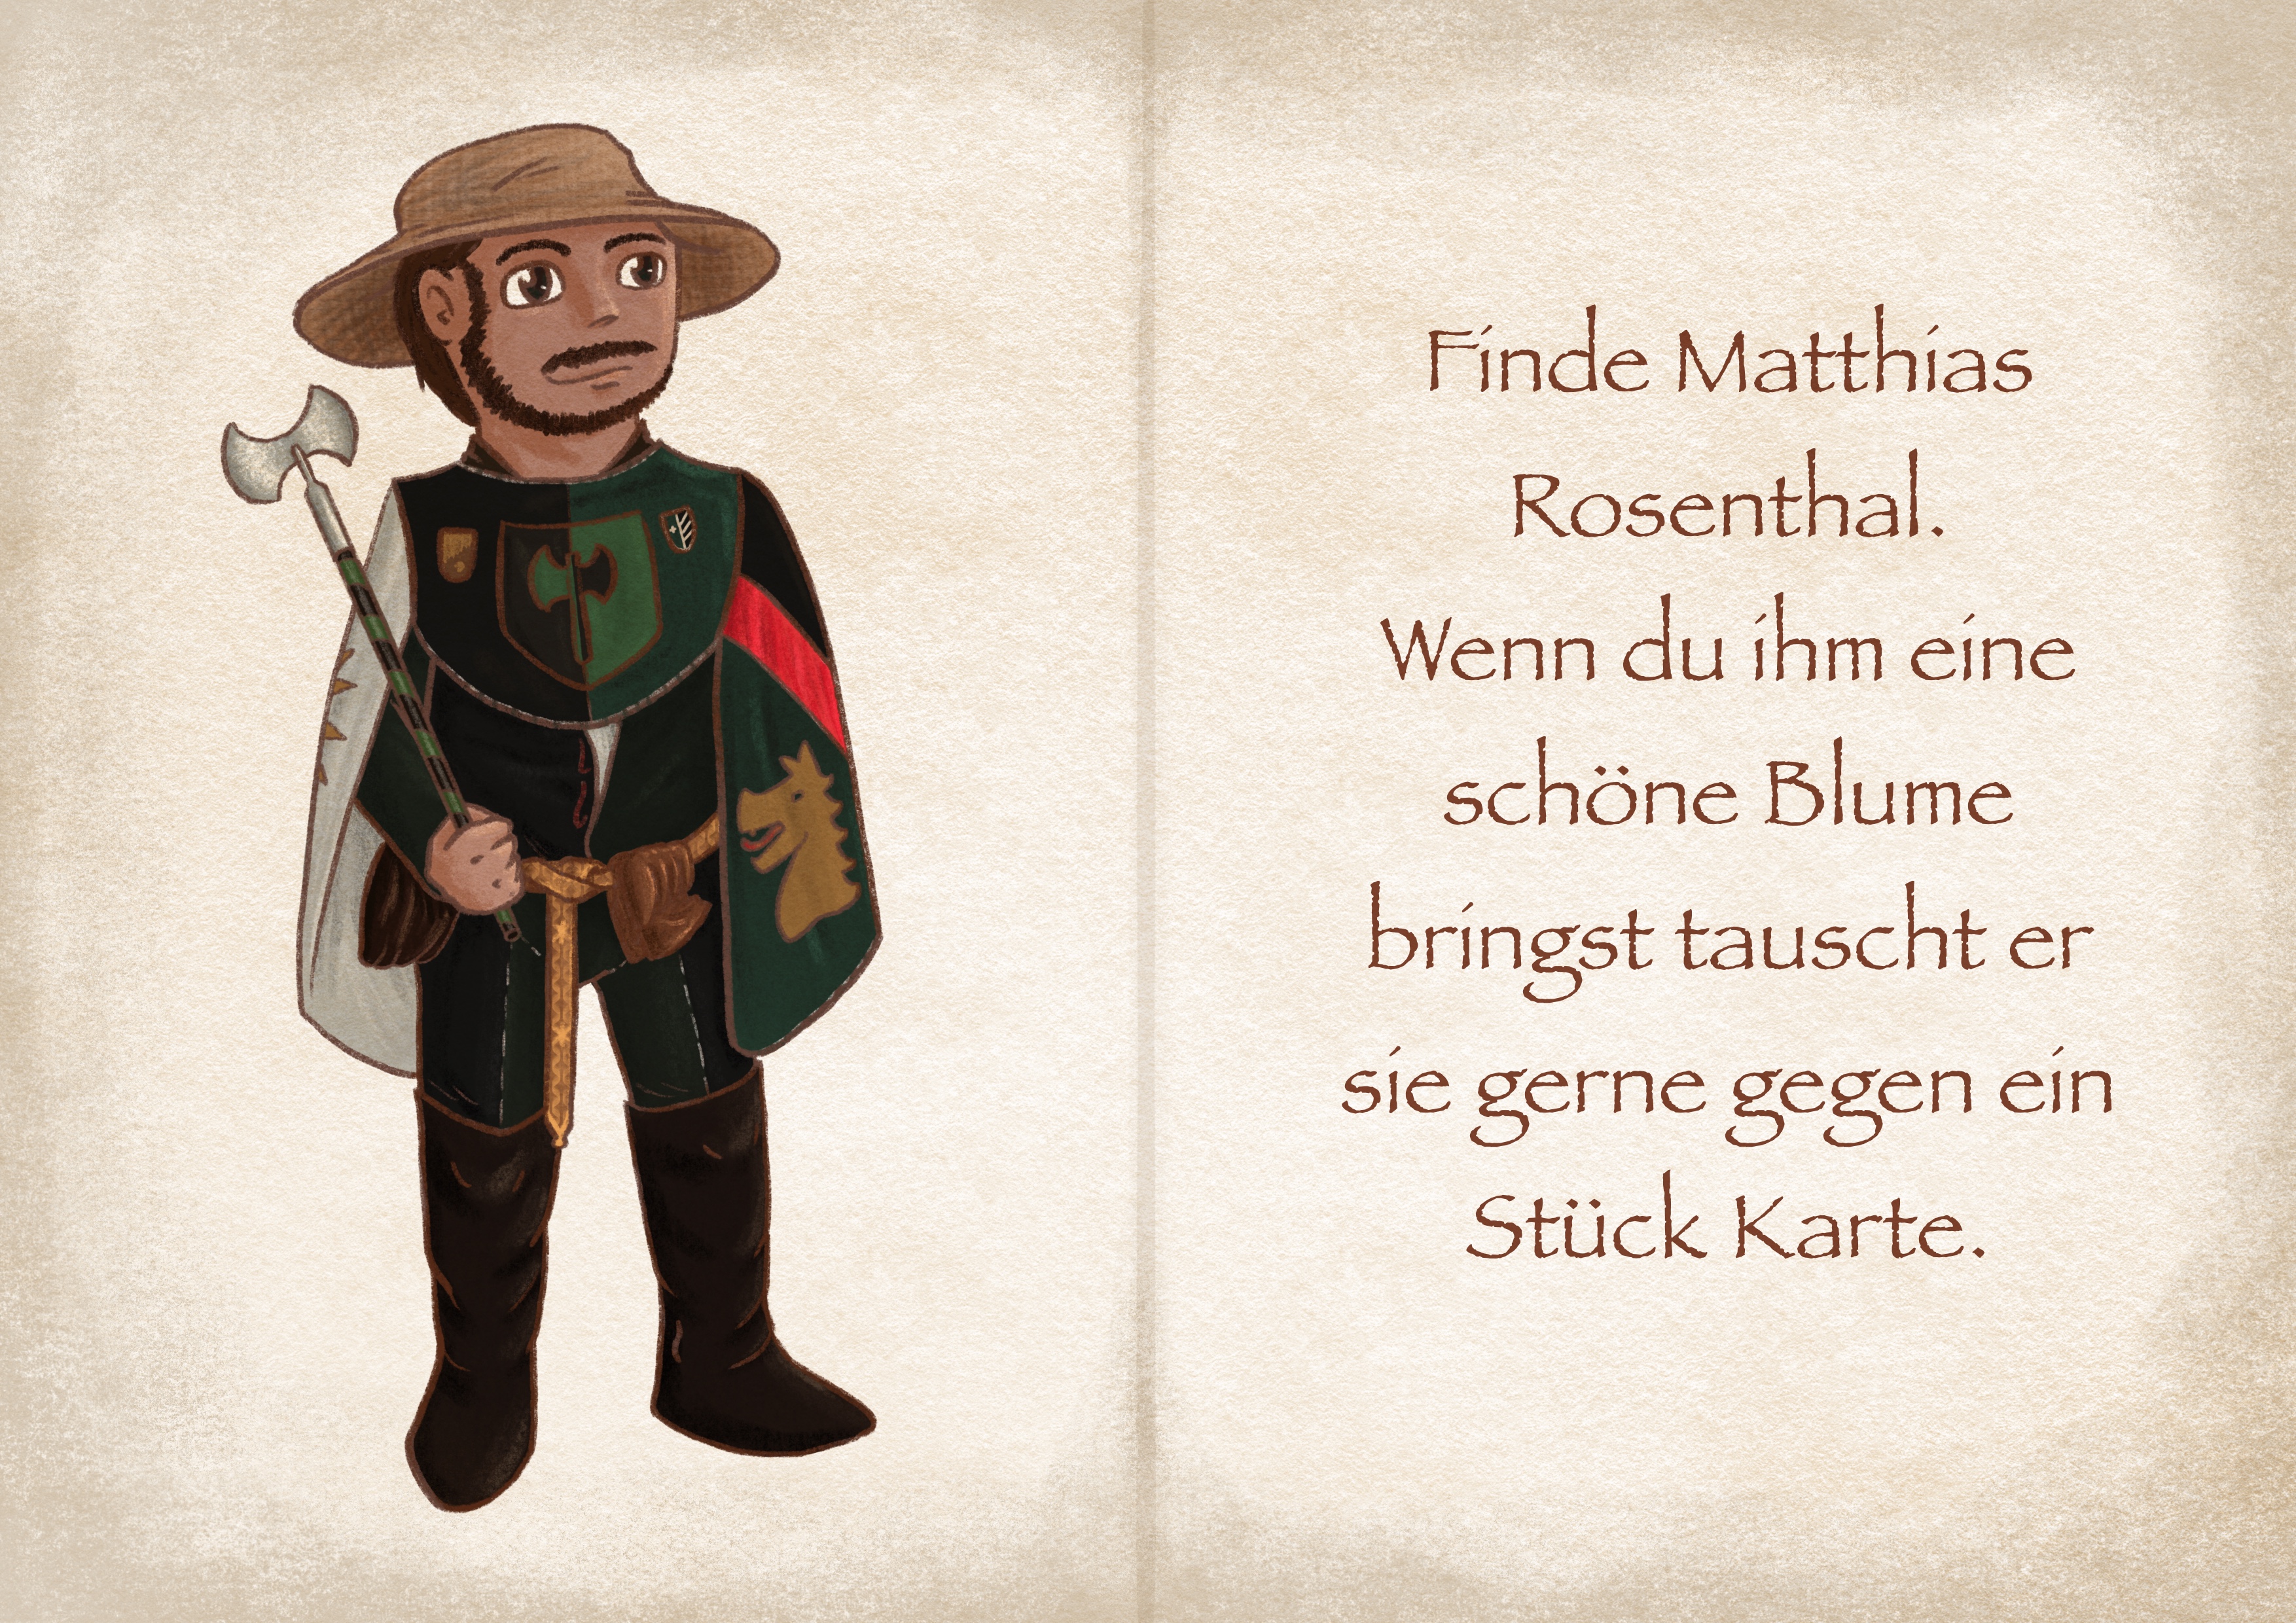 Finde Matthias
Rosenthal.
Wenn du ihm eine
schöne Blume
bringst tauscht er
sie gerne gegen ein
Stück Karte.